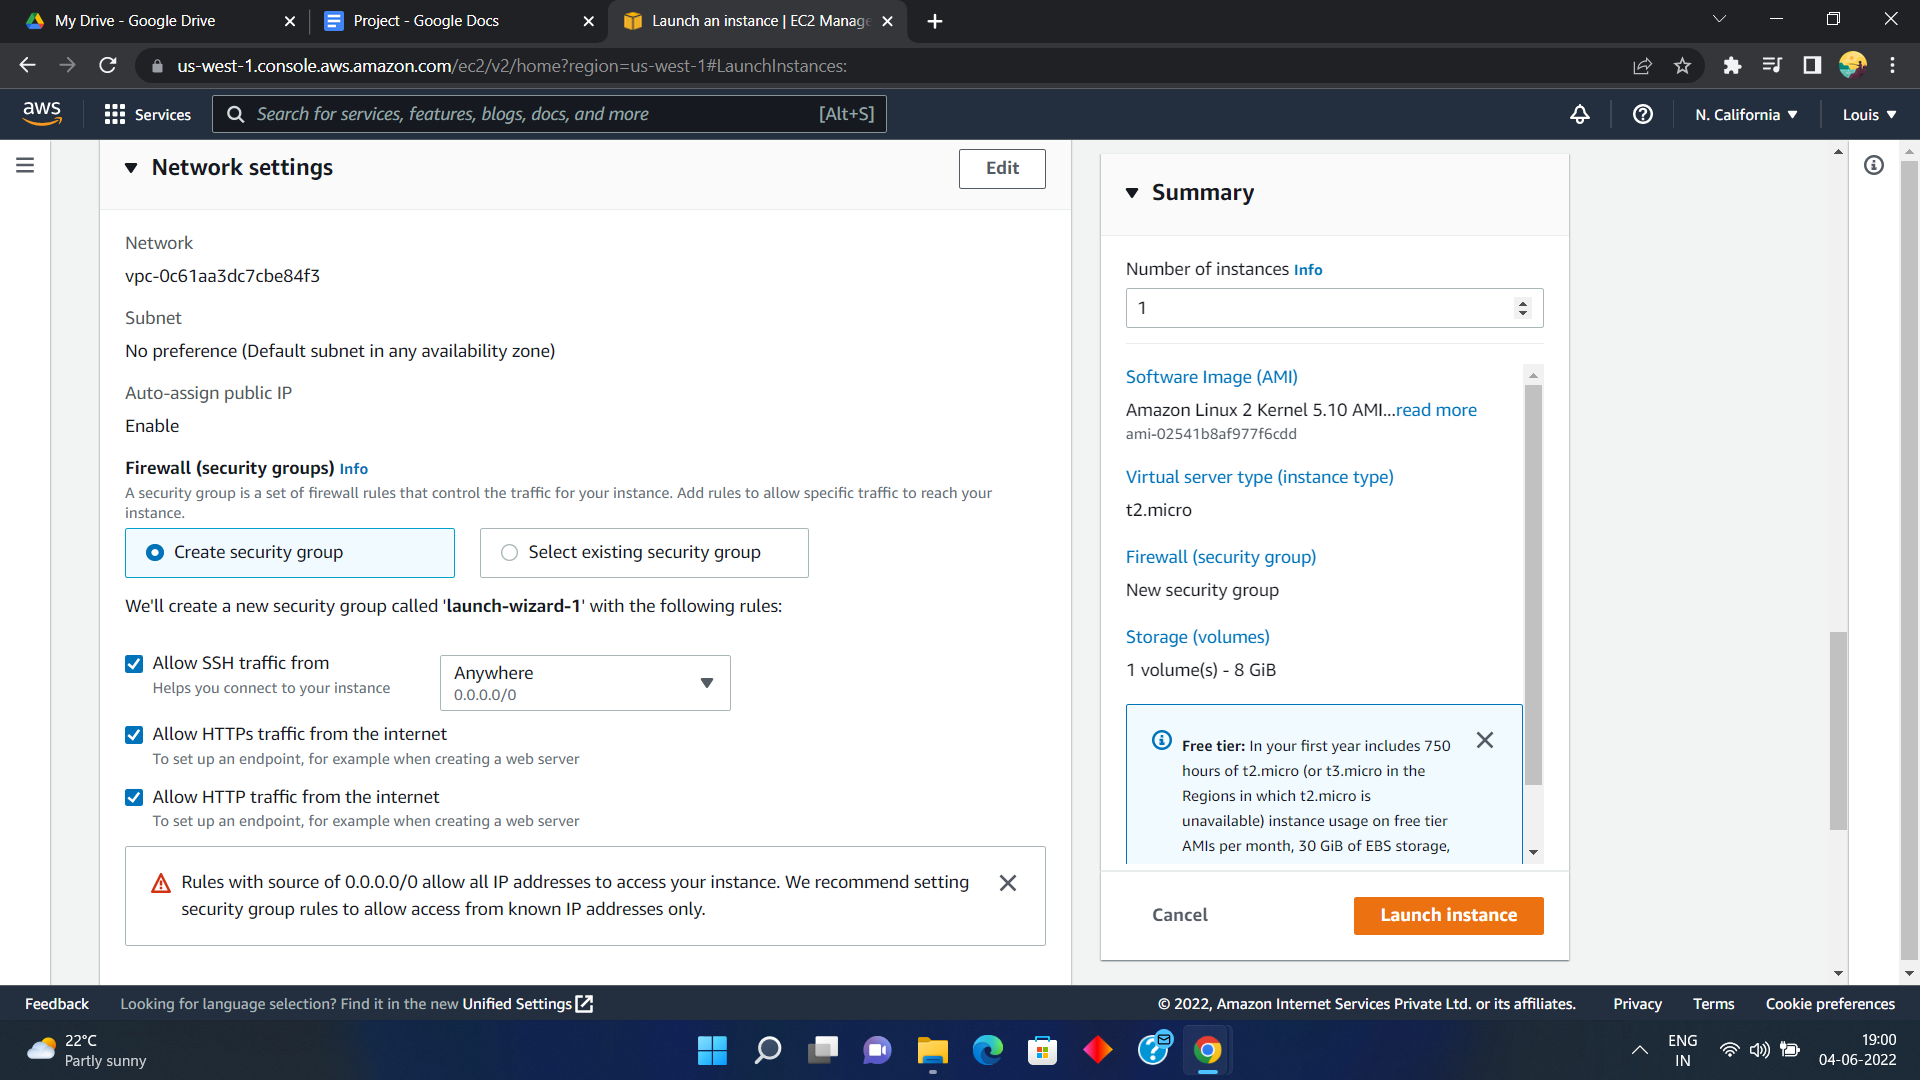 My Drive - Google Drive
Project - Google Docs
Launch an instance | EC2 Manage
us-west-1.console.aws.amazon.com/ec2/v2/home?region=us-west-1#LaunchInstances:
aws
Services
Search for services, features, blogs, docs, and more
[Alt+S]
N. California
Louis
Network settings
Edit
Network
vpc-0c61aa3dc7cbe84f3
Subnet
No preference (Default subnet in any availability zone)
Auto-assign public IP
Enable
Firewall (security groups) Info
A security group is a set of firewall rules that control the traffic for your instance. Add rules to allow specific traffic to reach your
instance.
Create security group
Select existing security group
We'll create a new security group called 'launch-wizard-1' with the following rules:
Allow SSH traffic from
Helps you connect to your instance
Anywhere
0.0.0.0/0
Allow HTTPs traffic from the internet
To set up an endpoint, for example when creating a web server
Allow HTTP traffic from the internet
To set up an endpoint, for example when creating a web server
Rules with source of 0.0.0.0/0 allow all IP addresses to access your instance. We recommend setting
security group rules to allow access from known IP addresses only.
Summary
Number of instances Info
1
Software Image (AMI)
Amazon Linux 2 Kernel 5.10 AMI...read more
ami-02541b8af977f6cdd
Virtual server type (instance type)
t2.micro
Firewall (security group)
New security group
Storage (volumes)
1 volume(s) - 8 GiB
Free tier: In your first year includes 750
hours of t2.micro (or t3.micro in the
Regions in which t2.micro is
unavailable) instance usage on free tier
AMIs per month, 30 GiB of EBS storage,
Cancel
Launch instance
Feedback
Looking for language selection? Find it in the new Unified Settings
© 2022, Amazon Internet Services Private Ltd. or its affiliates.
Privacy
Terms
Cookie preferences
22°C
Partly sunny
ENG
IN
19:00
04-06-2022